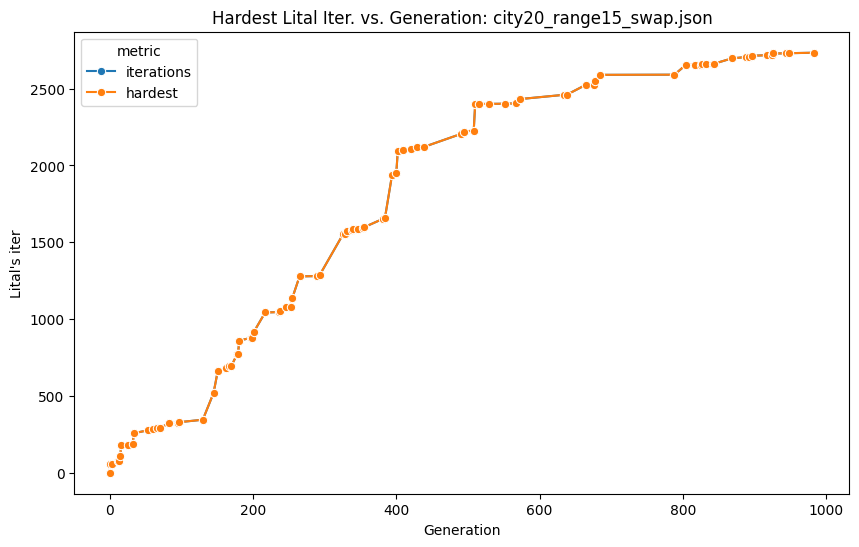 Hardest Lital Iter. vs. Generation: city20_range15_swap.json
metric
iterations
hardest
2500
2000
1500
1000
500
0
Lital's iter
0 200 400 600 800 1000
Generation